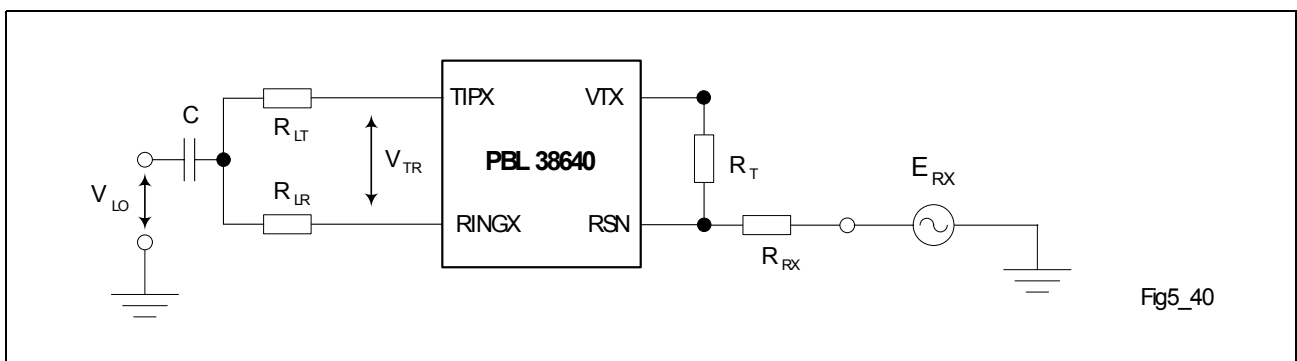 TIPX VTX
C
R LT
PBL 38640
V TR
R T
E RX
V LO
R LR
RINGX RSN
R RX
Fig5_40